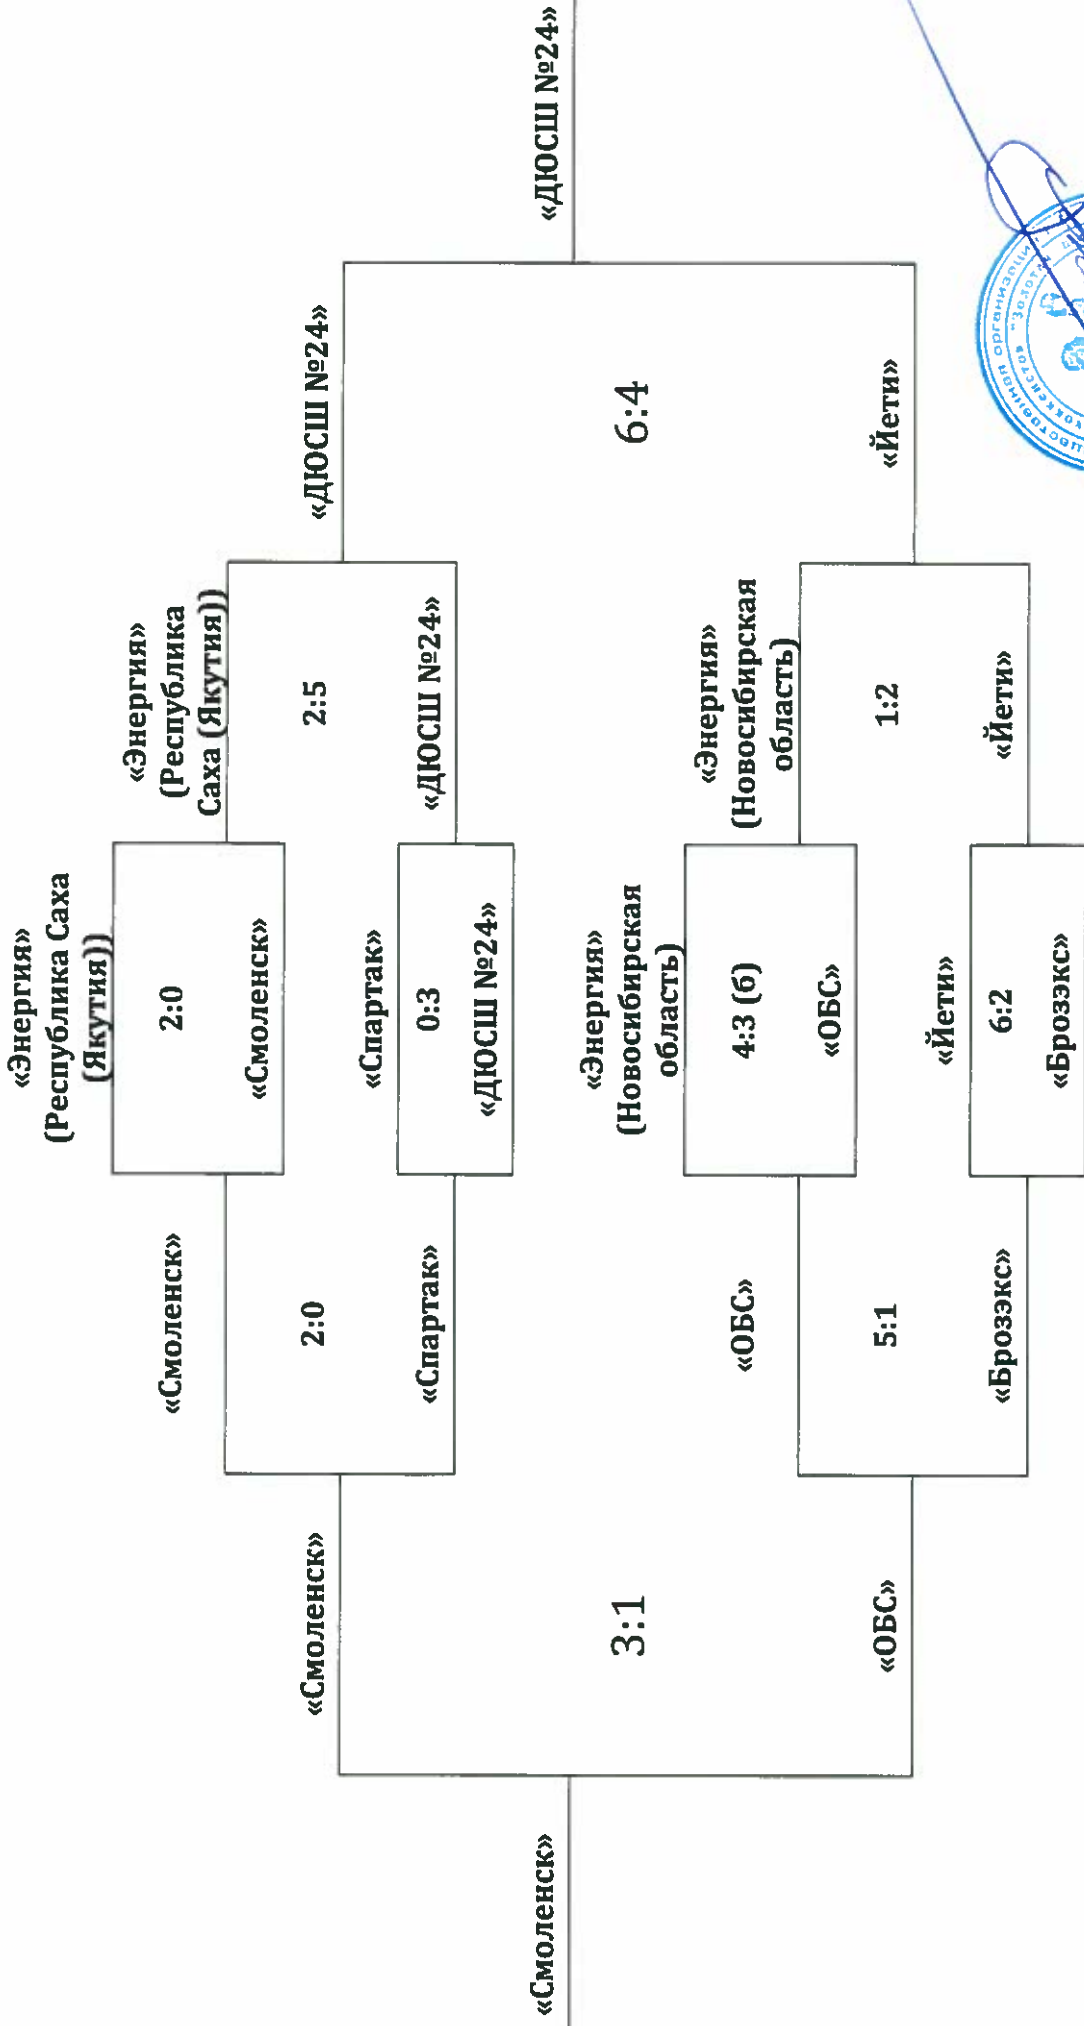 «Энергия»
(Республика Саха
(Якутия))
«Энергия»
(Республика
Саха (Якутия))
«Смоленск»
2:0
«Смоленск»
«Смоленск»
2:0
2:5
«ДЮСШ №24»
«Спартак»
«Спартак»
0:3
«ДЮСШ №24»
«ДЮСШ №24»
«Смоленск»
3:1
6:4
«ДЮСШ №24»
«Энергия»
(Новосибирская
область)
«Энергия»
(Новосибирская
область)
«ОБС»
4:3 (б)
«ОБС»
«ОБС»
5:1
1:2
«Йети»
«Йети»
«Брозэкс»
6:2
«Йети»
«Брозэкс»
организаци